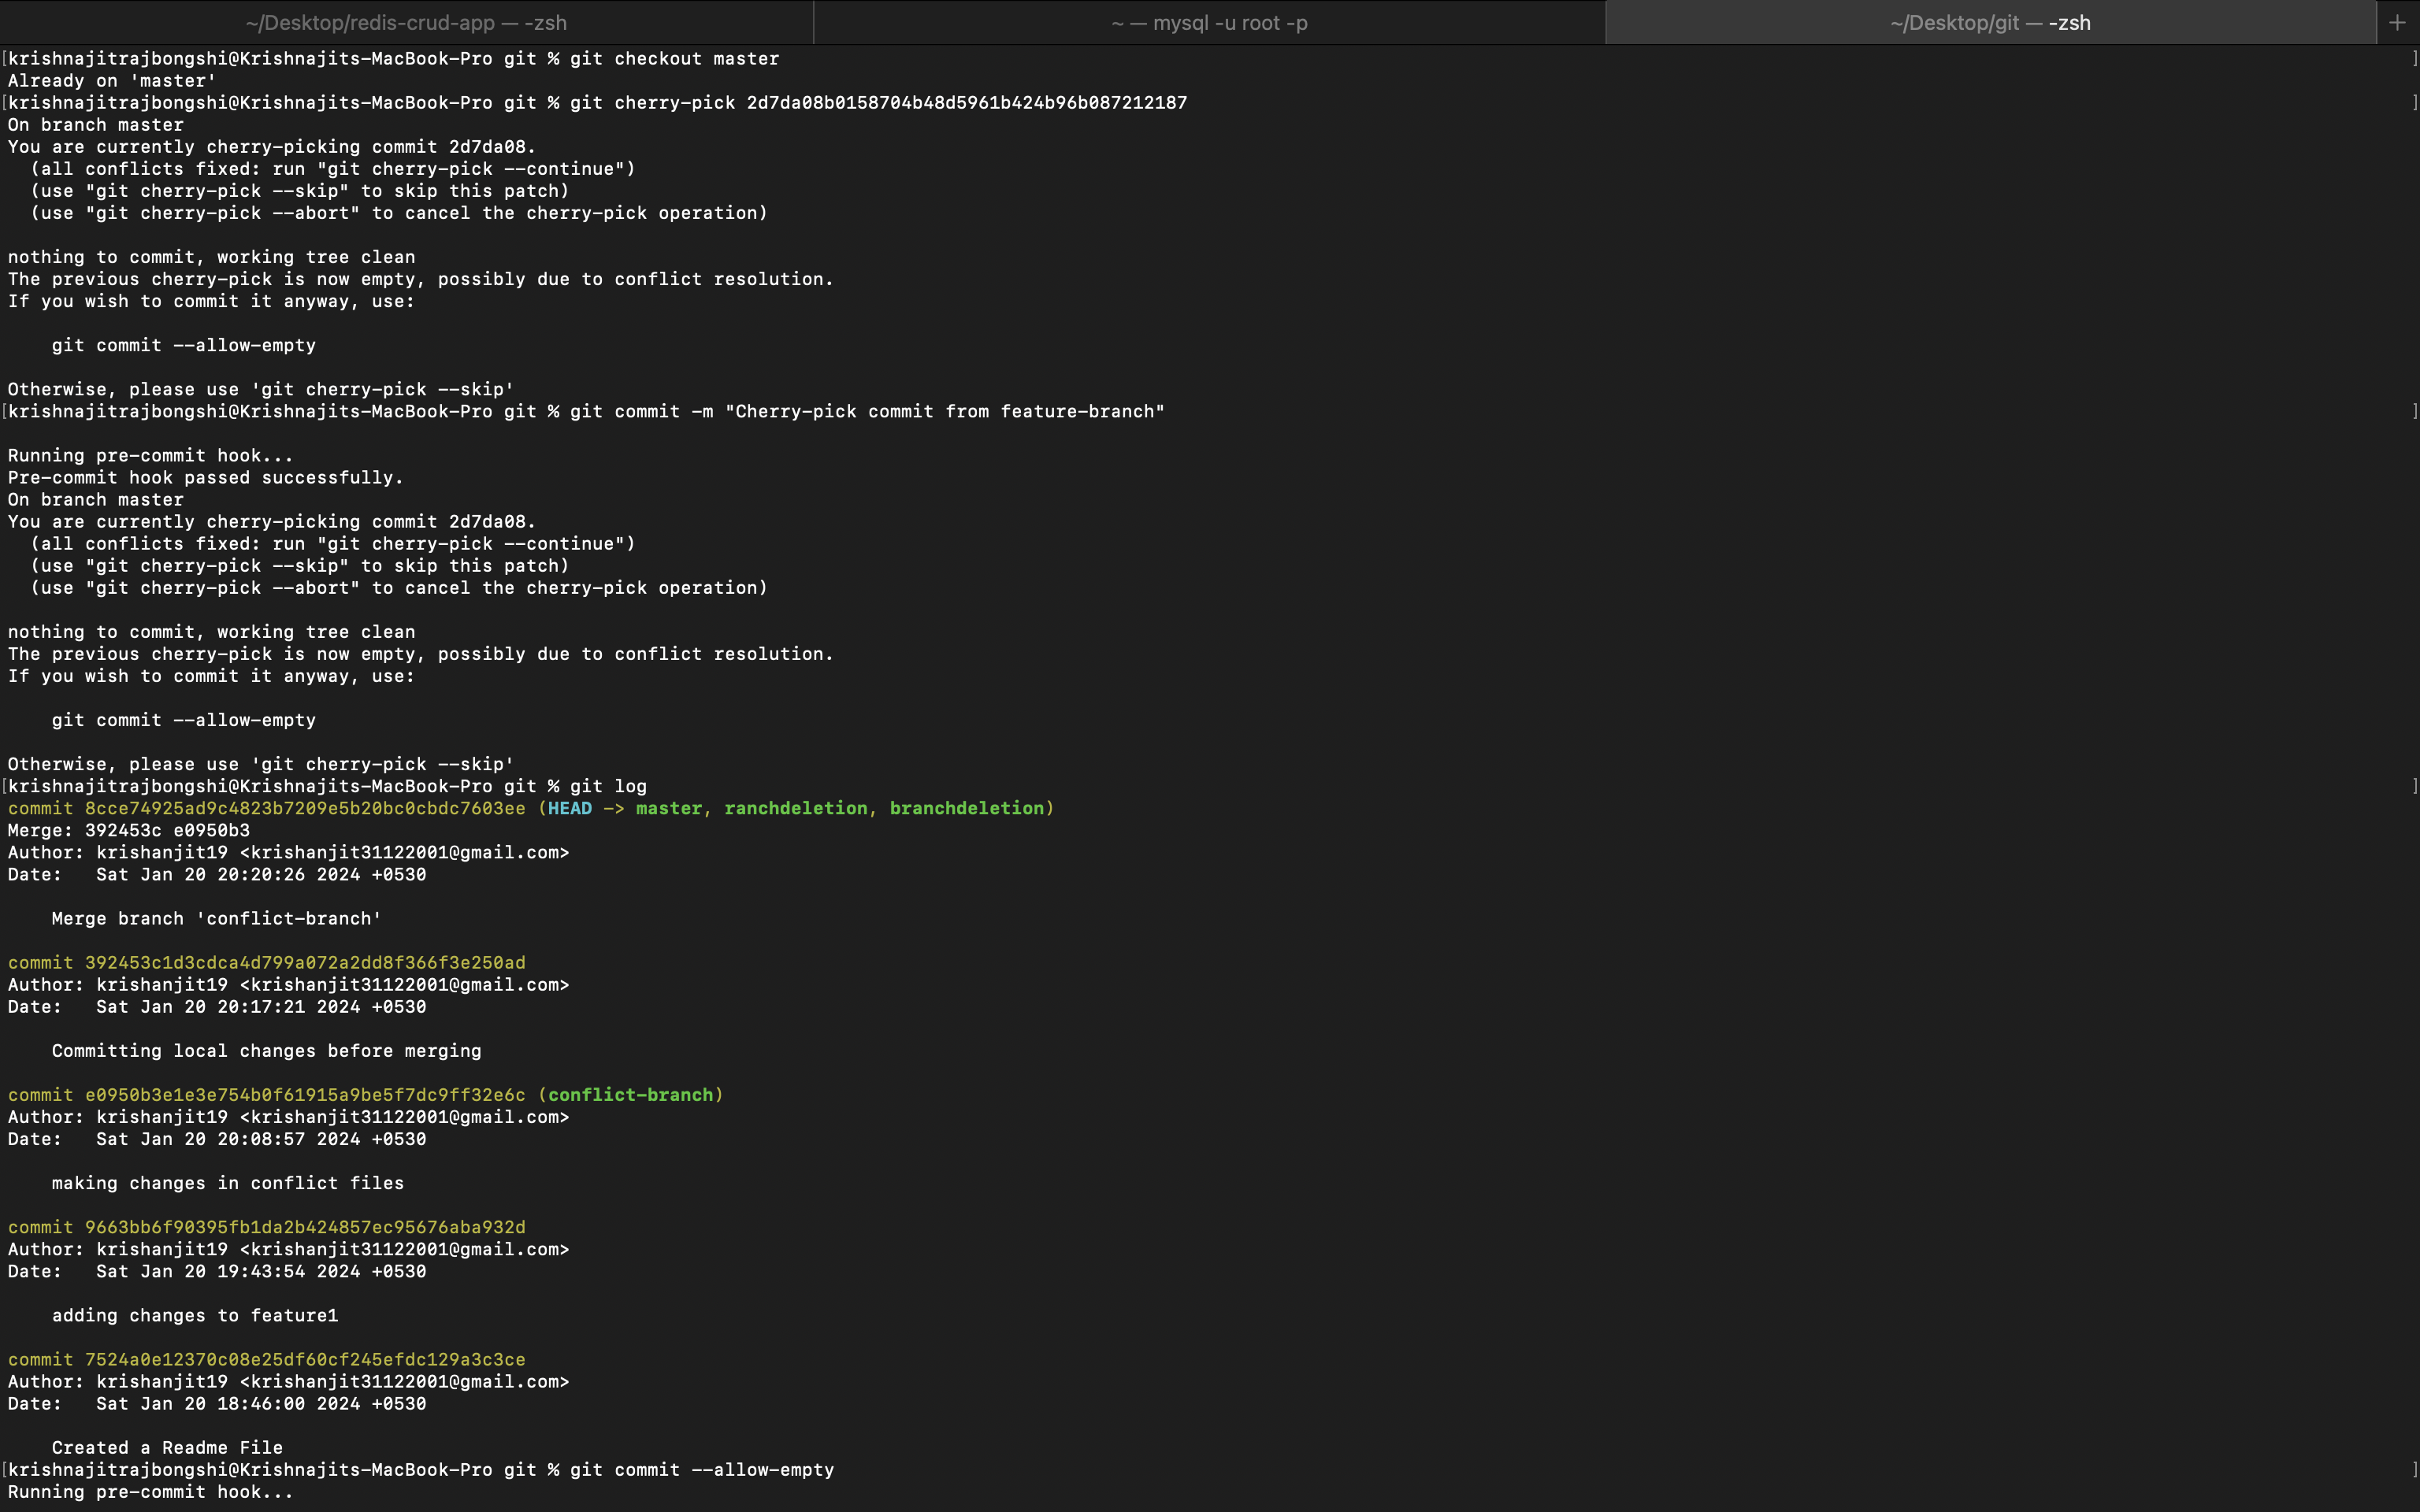 ~/Desktop/redis-crud-app — -zsh
~ — mysql -u root -p
~/Desktop/git — -zsh
+
[krishnajitrajbongshi@Krishnajits-MacBook-Pro git % git checkout master ]
Already on 'master'
[krishnajitrajbongshi@Krishnajits-MacBook-Pro git % git cherry-pick 2d7da08b0158704b48d5961b424b96b087212187 ]
On branch master
You are currently cherry-picking commit 2d7da08.
  (all conflicts fixed: run "git cherry-pick --continue")
  (use "git cherry-pick --skip" to skip this patch)
  (use "git cherry-pick --abort" to cancel the cherry-pick operation)
nothing to commit, working tree clean
The previous cherry-pick is now empty, possibly due to conflict resolution.
If you wish to commit it anyway, use:
    git commit --allow-empty
Otherwise, please use 'git cherry-pick --skip'
[krishnajitrajbongshi@Krishnajits-MacBook-Pro git % git commit -m "Cherry-pick commit from feature-branch" ]
Running pre-commit hook...
Pre-commit hook passed successfully.
On branch master
You are currently cherry-picking commit 2d7da08.
  (all conflicts fixed: run "git cherry-pick --continue")
  (use "git cherry-pick --skip" to skip this patch)
  (use "git cherry-pick --abort" to cancel the cherry-pick operation)
nothing to commit, working tree clean
The previous cherry-pick is now empty, possibly due to conflict resolution.
If you wish to commit it anyway, use:
    git commit --allow-empty
Otherwise, please use 'git cherry-pick --skip'
[krishnajitrajbongshi@Krishnajits-MacBook-Pro git % git log ]
commit 8cce74925ad9c4823b7209e5b20bc0cbdc7603ee (HEAD -> master, ranchdeletion, branchdeletion)
Merge: 392453c e0950b3
Author: krishanjit19 <krishanjit31122001@gmail.com>
Date:   Sat Jan 20 20:20:26 2024 +0530
    Merge branch 'conflict-branch'
commit 392453c1d3cdca4d799a072a2dd8f366f3e250ad
Author: krishanjit19 <krishanjit31122001@gmail.com>
Date:   Sat Jan 20 20:17:21 2024 +0530
    Committing local changes before merging
commit e0950b3e1e3e754b0f61915a9be5f7dc9ff32e6c (conflict-branch)
Author: krishanjit19 <krishanjit31122001@gmail.com>
Date:   Sat Jan 20 20:08:57 2024 +0530
    making changes in conflict files
commit 9663bb6f90395fb1da2b424857ec95676aba932d
Author: krishanjit19 <krishanjit31122001@gmail.com>
Date:   Sat Jan 20 19:43:54 2024 +0530
    adding changes to feature1
commit 7524a0e12370c08e25df60cf245efdc129a3c3ce
Author: krishanjit19 <krishanjit31122001@gmail.com>
Date:   Sat Jan 20 18:46:00 2024 +0530
    Created a Readme File
[krishnajitrajbongshi@Krishnajits-MacBook-Pro git % git commit --allow-empty ]
Running pre-commit hook...